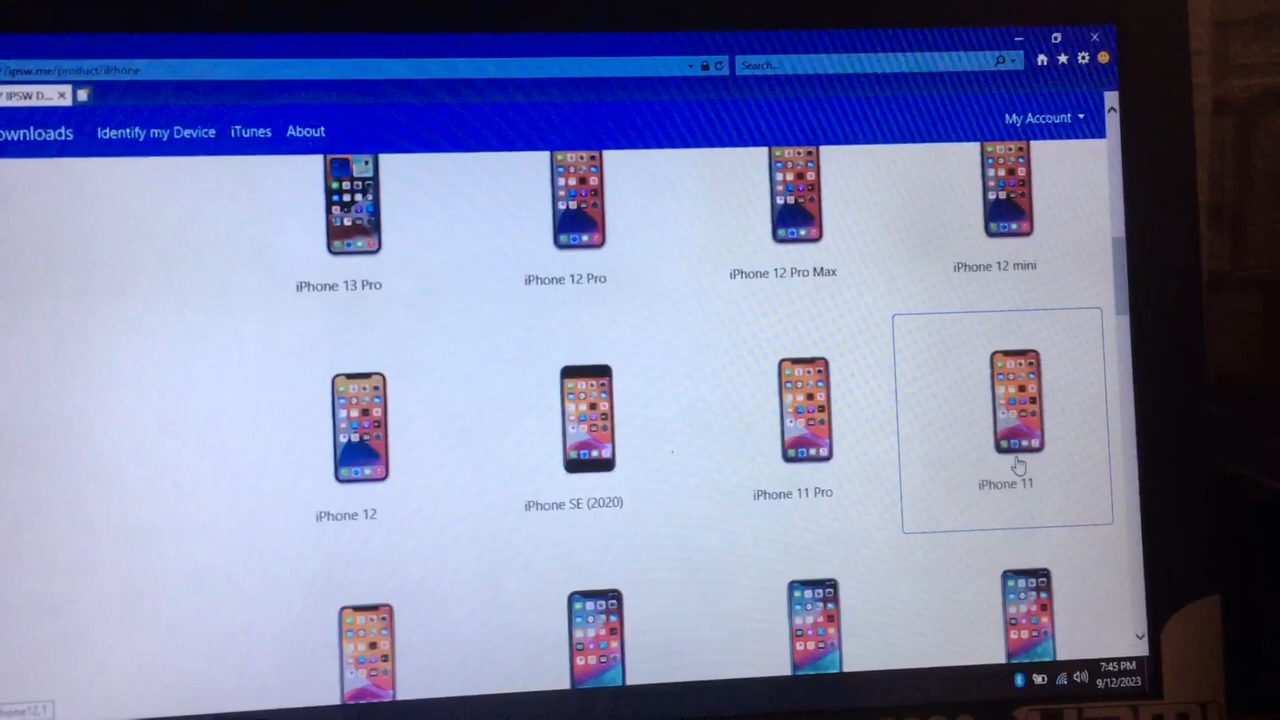 /ipsw.me/product/iPhone
Search...
/ IPSW D...
ownloads Identify my Device iTunes About My Account
iPhone 13 Pro iPhone 12 Pro iPhone 12 Pro Max iPhone 12 mini
iPhone 12 iPhone SE (2020) iPhone 11 Pro iPhone 11
hone12,1
7:45 PM
9/12/2023